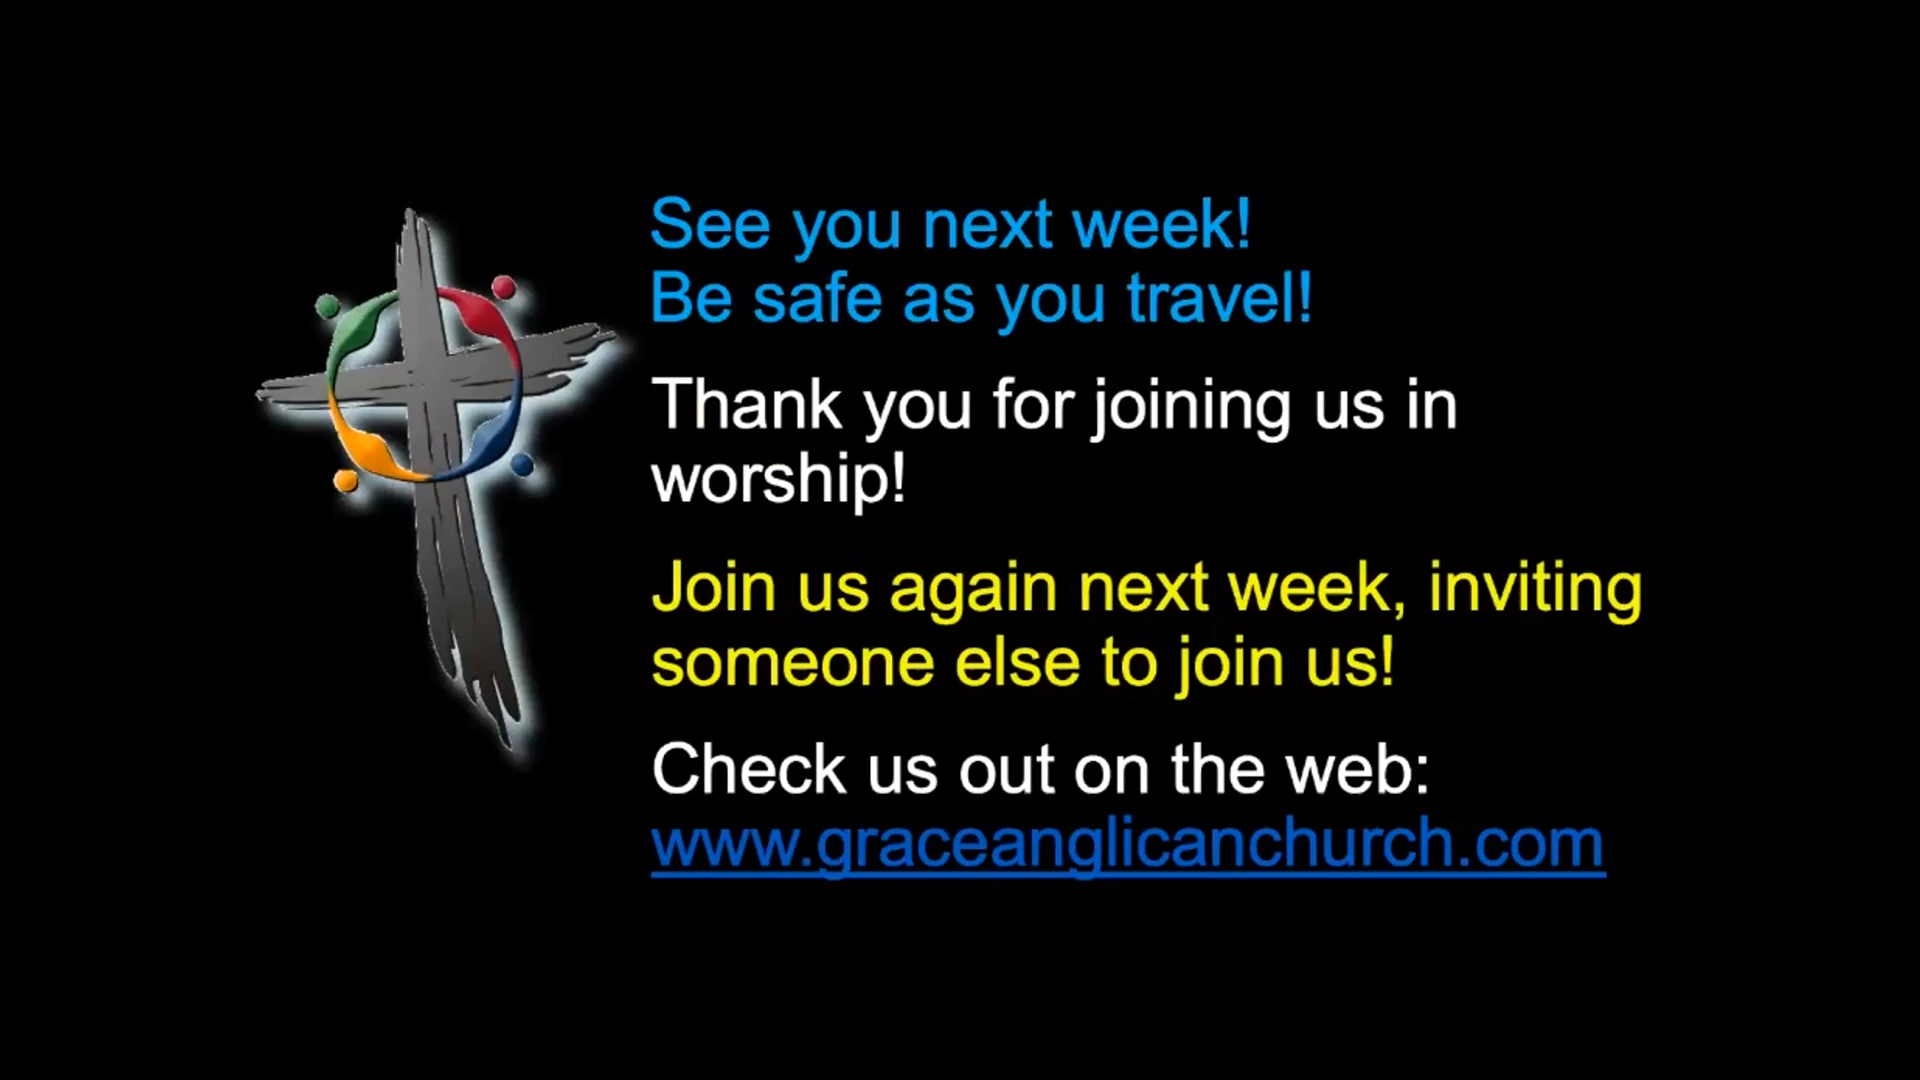 See you next week!
Be safe as you travel!
Thank you for joining us in
worship!
Join us again next week, inviting
someone else to join us!
Check us out on the web:
www.graceanglicanchurch.com